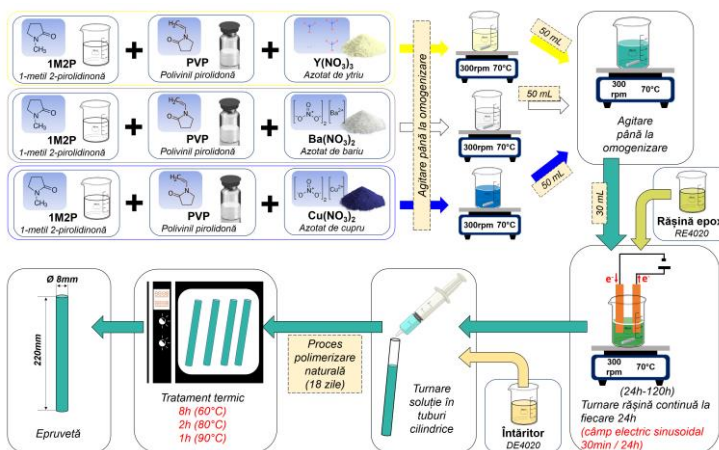 1M2P
1-metil 2-pirolidinonă
PVP
Polivinil pirolidonă
Y(NO₃)₃
Azotat de ytriu
1M2P
1-metil 2-pirolidinonă
PVP
Polivinil pirolidonă
Ba(NO₃)₂
Azotat de bariu
1M2P
1-metil 2-pirolidinonă
PVP
Polivinil pirolidonă
Cu(NO₃)₂
Azotat de cupru
Agitare până la omogenizare
300rpm 70°C
300rpm 70°C
300rpm 70°C
50 mL
50 mL
50 mL
300
rpm
70°C
Agitare
până la
omogenizare
30 mL
Rășină epox
RE4020
e⁻
e⁻
300
rpm
70°C
(24h-120h)
Turnare rășină continuă la
fiecare 24h
(câmp electric sinusoidal
30min / 24h)
Întăritor
DE4020
Turnare
soluție în
tuburi
cilindrice
Proces
polimerizare
naturală
(18 zile)
Tratament termic
8h (60°C)
2h (80°C)
1h (90°C)
Ø 8mm
220mm
Epruvetă